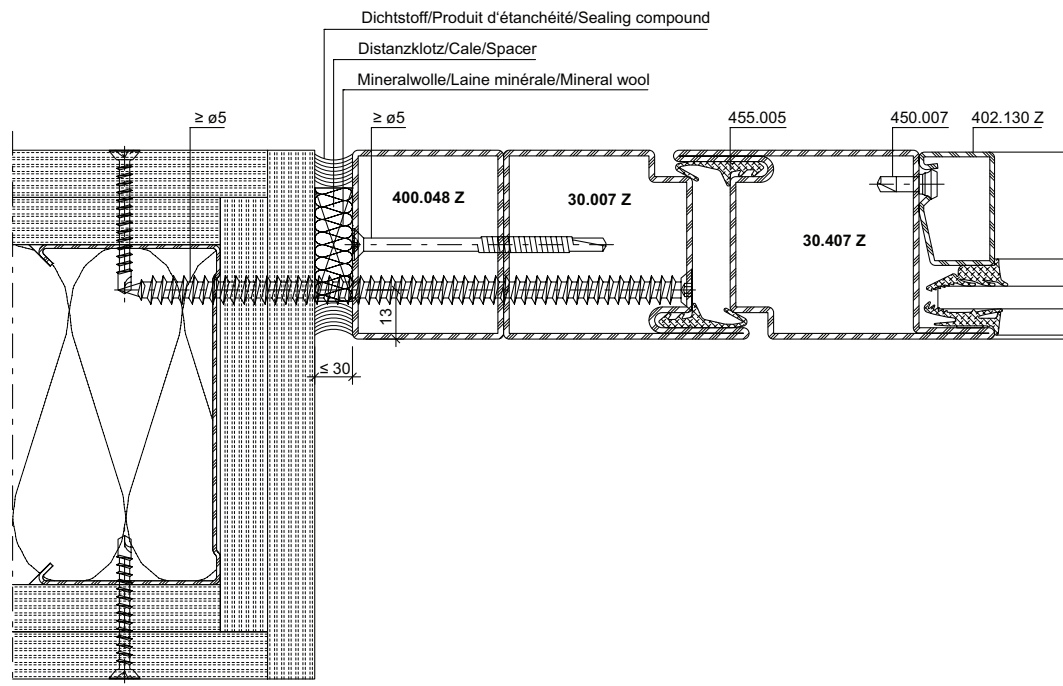 Dichtstoff/Produit d'étanchéité/Sealing compound
Distanzklotz/Cale/Spacer
Mineralwolle/Laine minérale/Mineral wool
≥ ø5
≥ ø5
455.005
450.007
402.130 Z
400.048 Z
30.007 Z
30.407 Z
13
≤ 30